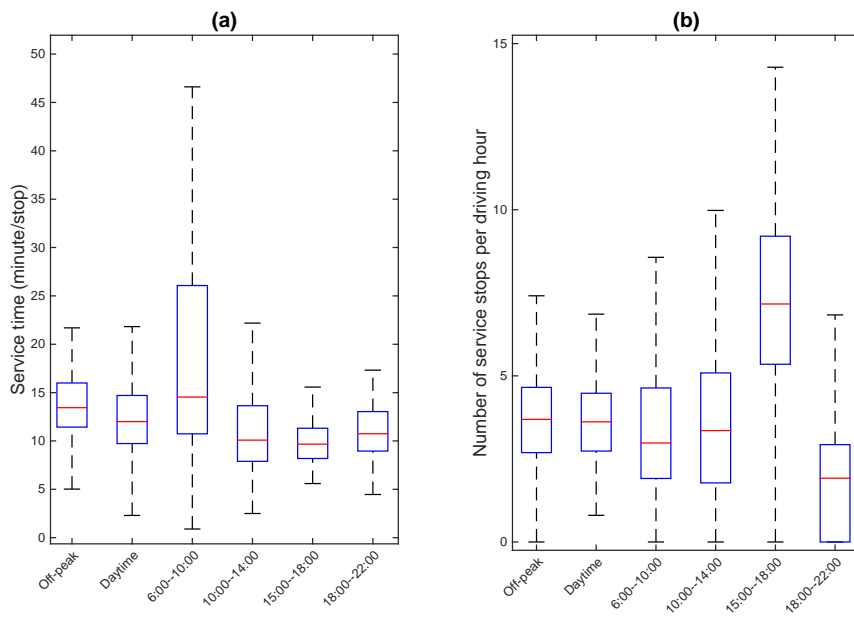 (a)
Service time (minute/stop)
50
45
40
35
30
25
20
15
10
5
0
Off-peak
Daytime
6:00--10:00
10:00--14:00
15:00--18:00
18:00--22:00
(b)
Number of service stops per driving hour
15
10
5
0
Off-peak
Daytime
6:00--10:00
10:00--14:00
15:00--18:00
18:00--22:00